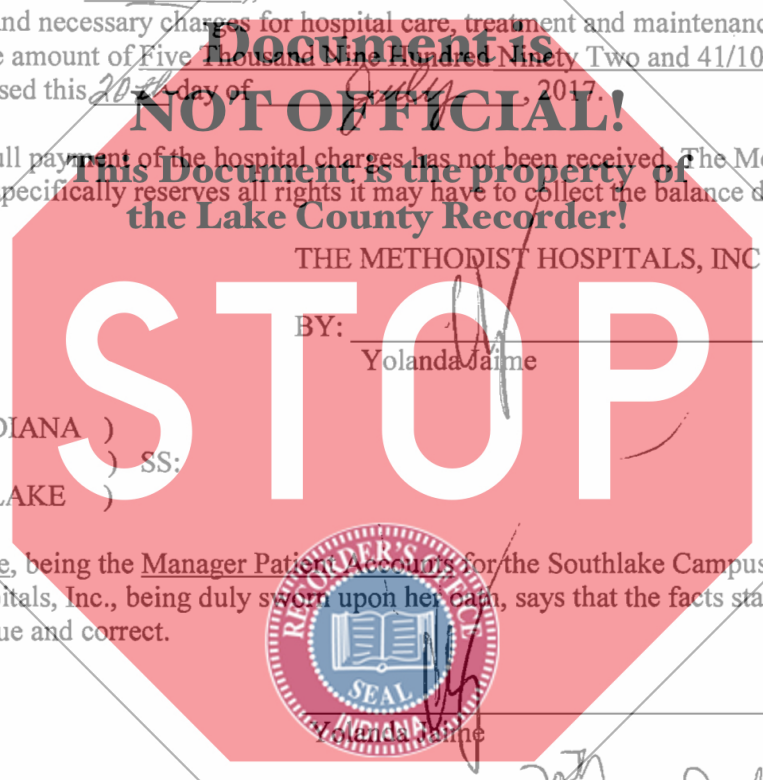 nd necessary charges for hospital care, treatment and maintenanc
Document is
e amount of Five Thousand Nine Hundred Ninety Two and 41/10
sed this 20th day of July, 2017.
NOT OFFICIAL!
ull payment of the hospital charges has not been received, The Me
This Document is the property of
pecifically reserves all rights it may have to collect the balance d
the Lake County Recorder!
THE METHODIST HOSPITALS, INC
STOP
BY:
Yolanda Jaime
DIANA )
) SS:
LAKE )
e, being the Manager Patient Accounts for the Southlake Campus
RECORDER'S OFFICE
itals, Inc., being duly sworn upon her oath, says that the facts sta
ue and correct.
SEAL
INDIANA
Yolanda Jaime